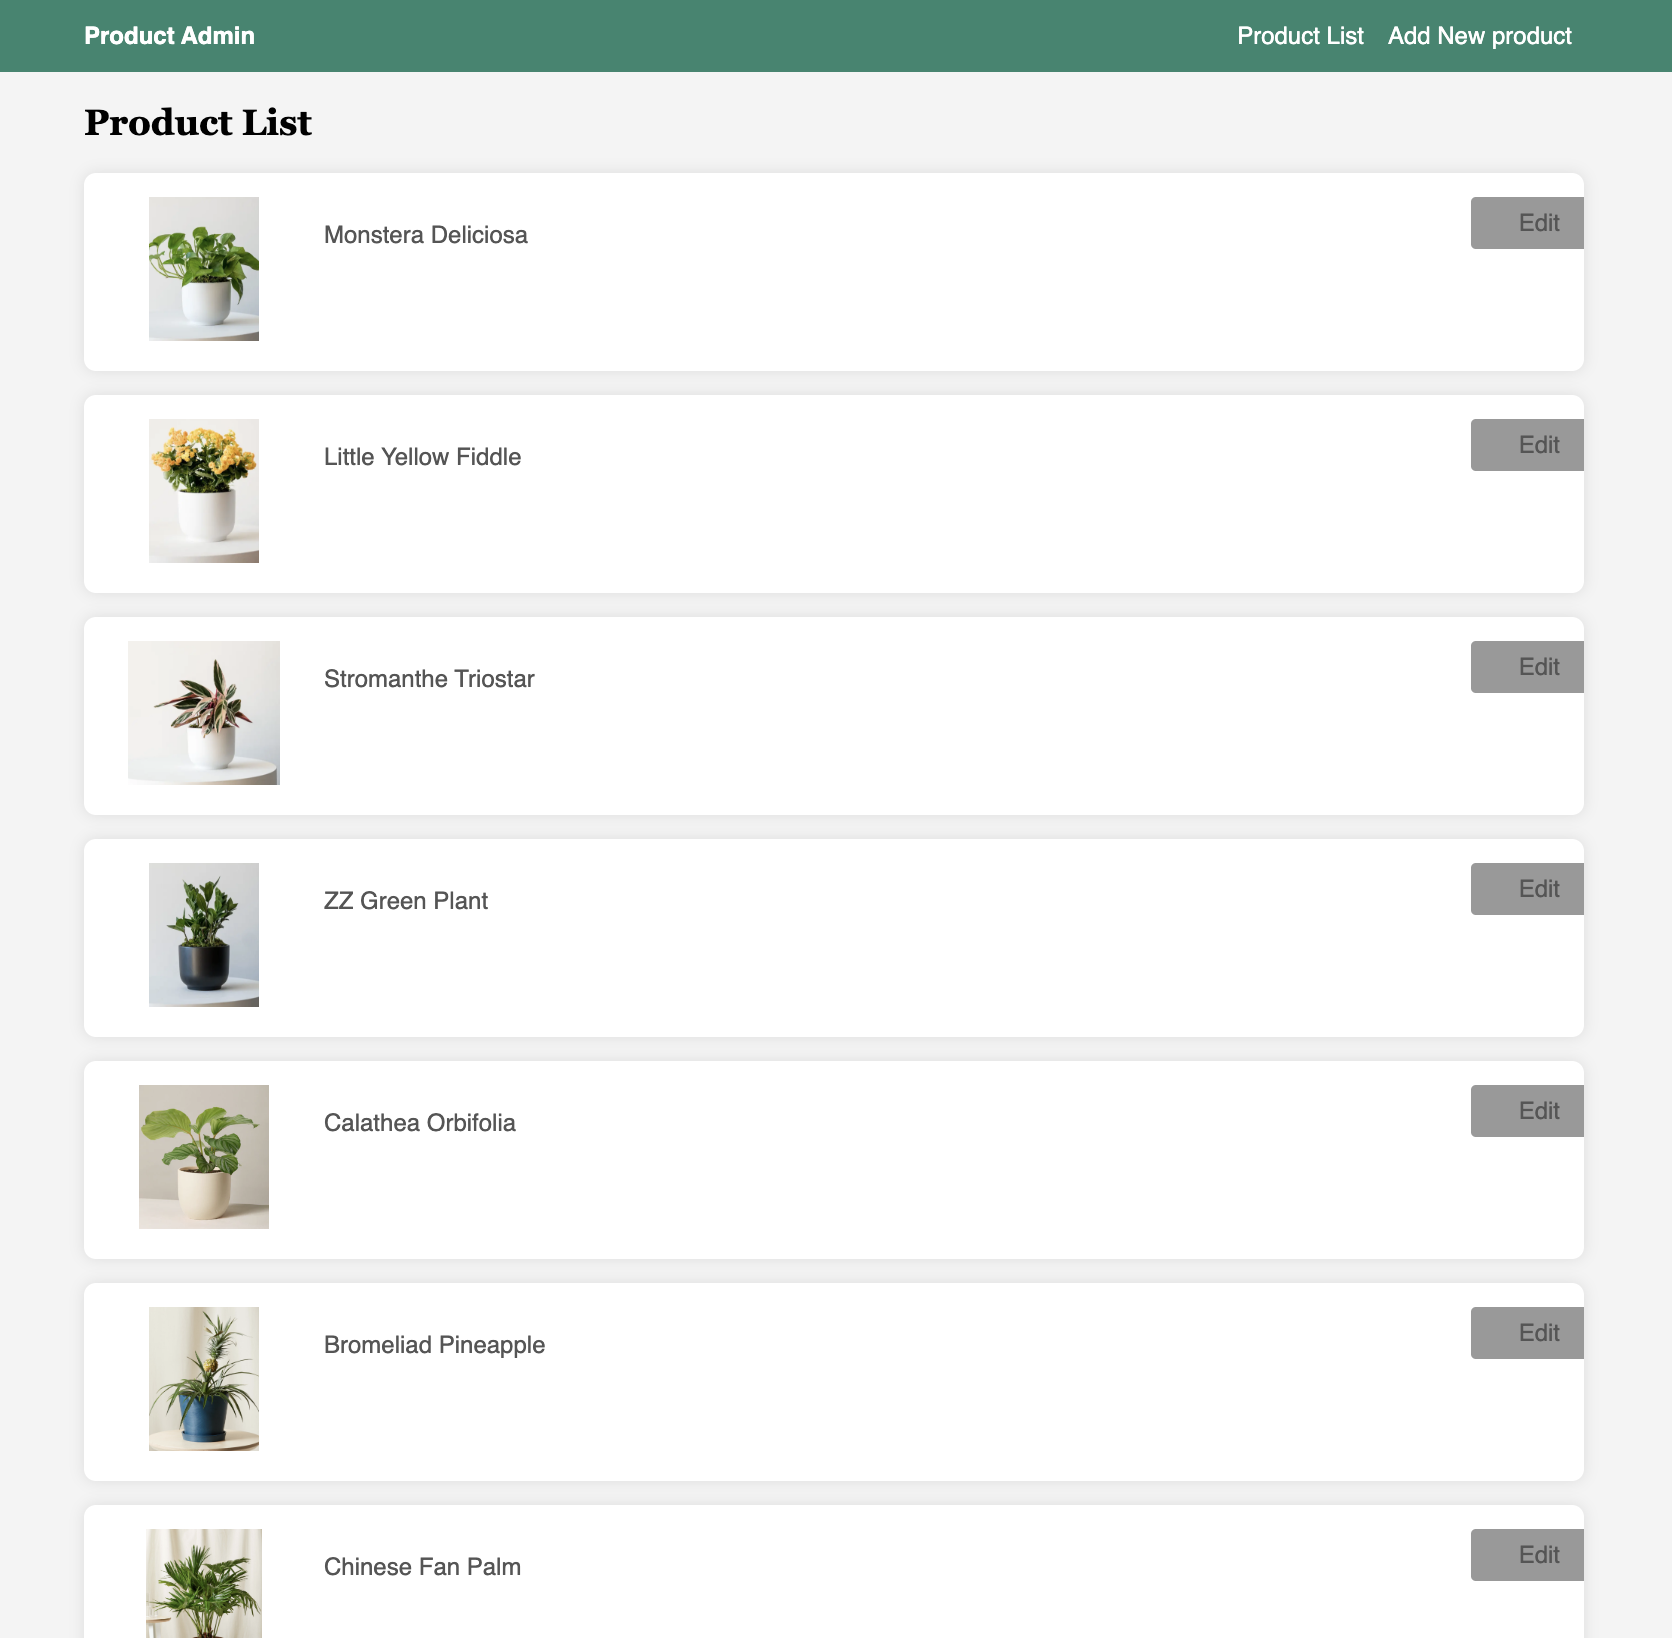 Product Admin
Product List
Add New product
Product List
Monstera Deliciosa
Edit
Little Yellow Fiddle
Edit
Stromanthe Triostar
Edit
ZZ Green Plant
Edit
Calathea Orbifolia
Edit
Bromeliad Pineapple
Edit
Chinese Fan Palm
Edit